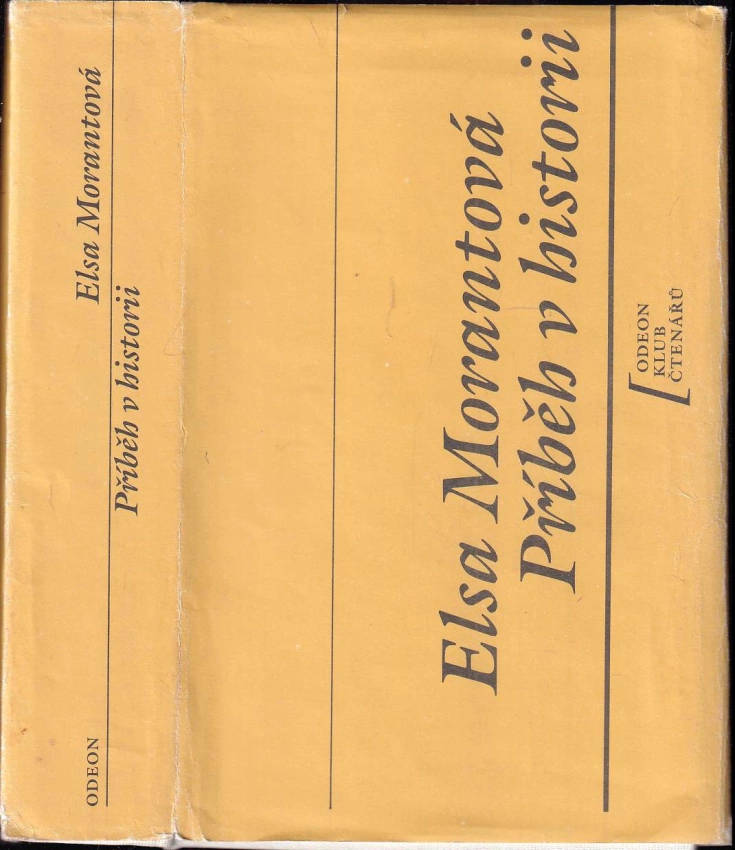 Elsa Morantová
Příběh v historii
ODEON
Elsa Morantová
Příběh v historii
ODEON
KLUB
ČTENÁŘŮ